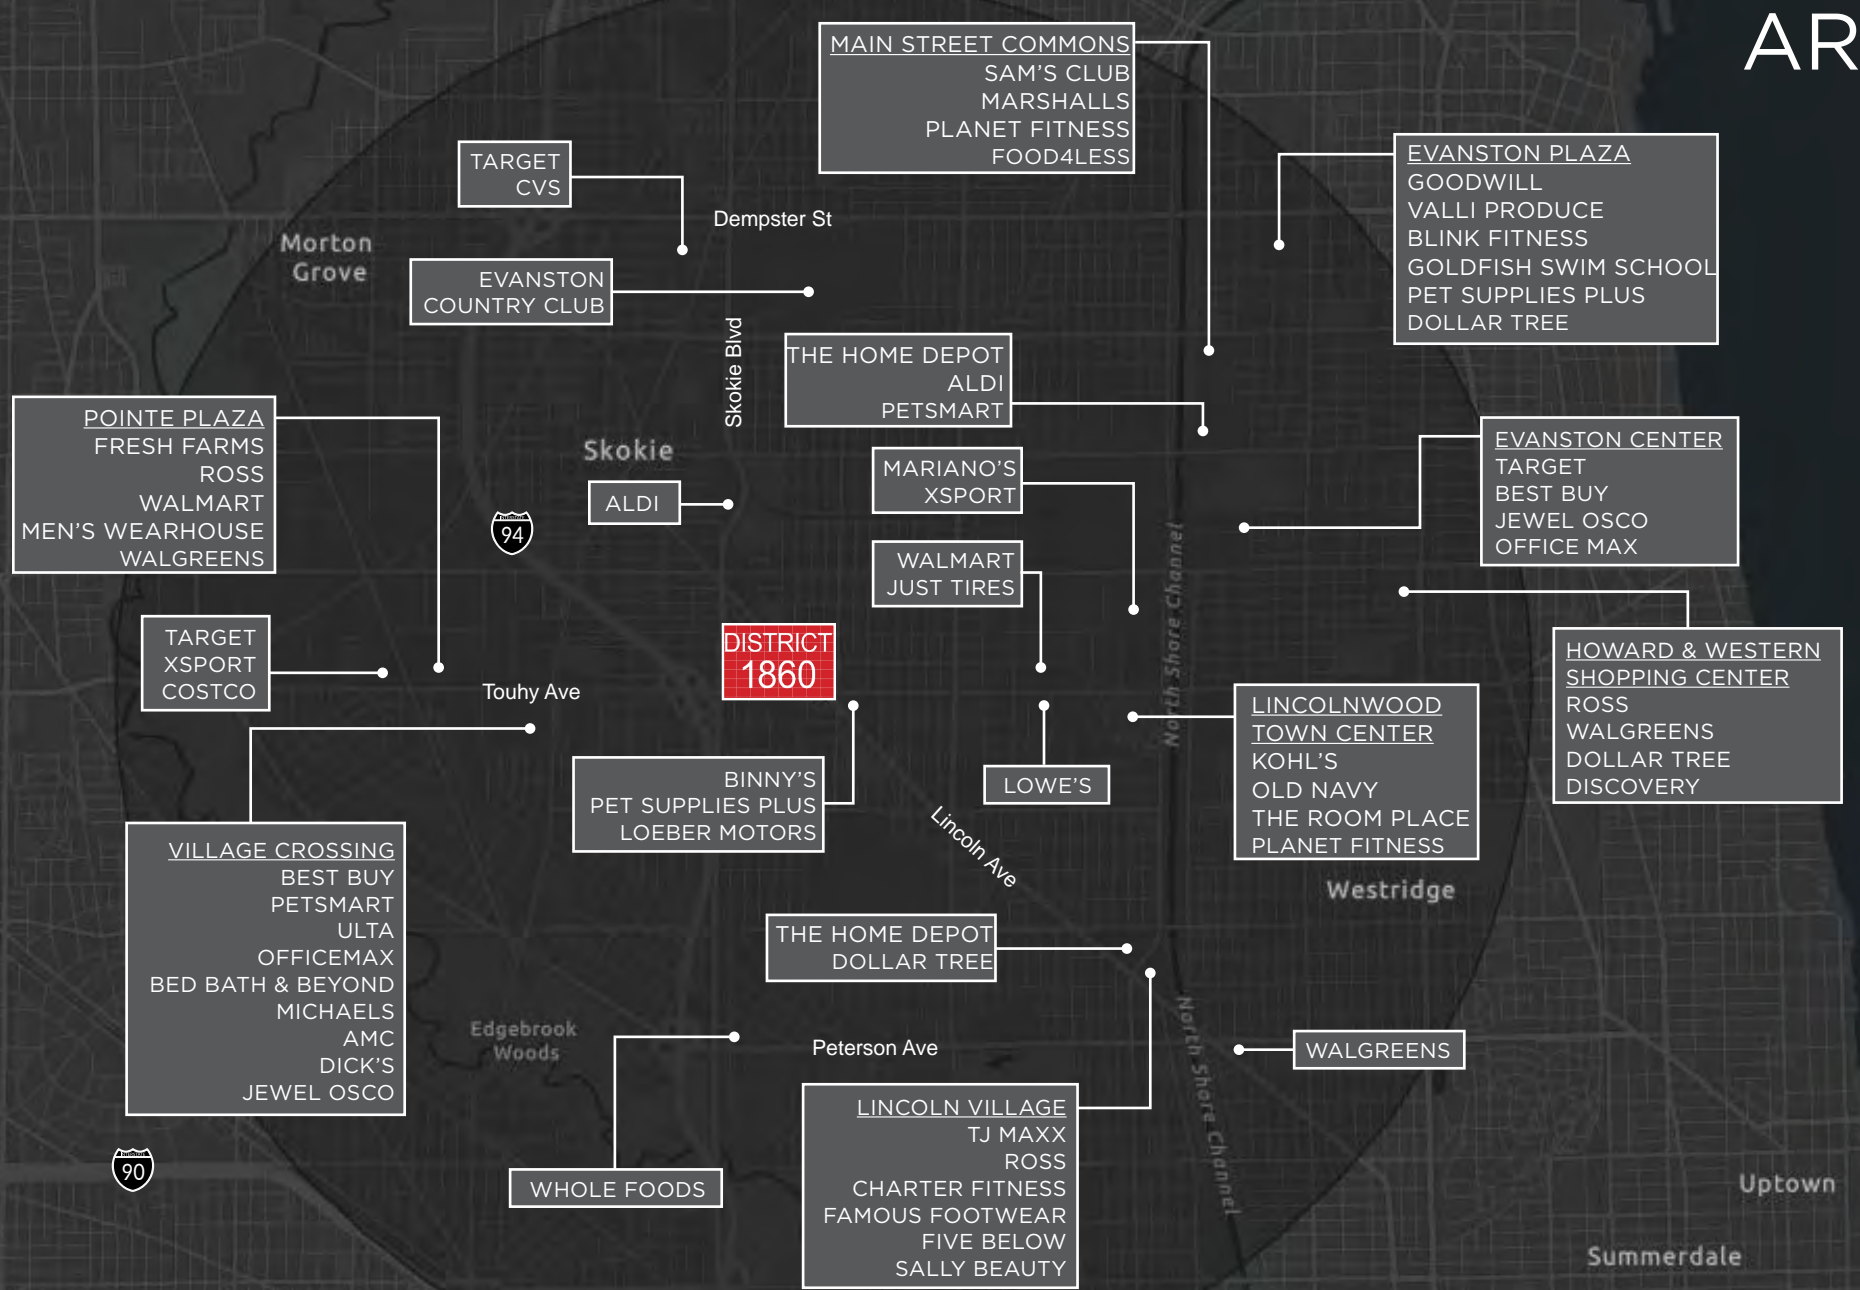 AR
MAIN STREET COMMONS
SAM'S CLUB
MARSHALLS
PLANET FITNESS
FOOD4LESS
TARGET
CVS
EVANSTON PLAZA
GOODWILL
VALLI PRODUCE
BLINK FITNESS
GOLDFISH SWIM SCHOOL
PET SUPPLIES PLUS
DOLLAR TREE
Dempster St
Morton
Grove
EVANSTON
COUNTRY CLUB
Skokie Blvd
THE HOME DEPOT
ALDI
PETSMART
POINTE PLAZA
FRESH FARMS
ROSS
WALMART
MEN'S WEARHOUSE
WALGREENS
Skokie
ALDI
94
MARIANO'S
XSPORT
EVANSTON CENTER
TARGET
BEST BUY
JEWEL OSCO
OFFICE MAX
WALMART
JUST TIRES
North Shore Channel
TARGET
XSPORT
COSTCO
DISTRICT
1860
Touhy Ave
HOWARD & WESTERN
SHOPPING CENTER
ROSS
WALGREENS
DOLLAR TREE
DISCOVERY
LINCOLNWOOD
TOWN CENTER
KOHL'S
OLD NAVY
THE ROOM PLACE
PLANET FITNESS
BINNY'S
PET SUPPLIES PLUS
LOEBER MOTORS
LOWE'S
Lincoln Ave
VILLAGE CROSSING
BEST BUY
PETSMART
ULTA
OFFICEMAX
BED BATH & BEYOND
MICHAELS
AMC
DICK'S
JEWEL OSCO
Westridge
THE HOME DEPOT
DOLLAR TREE
Edgebrook
Woods
Peterson Ave
North Shore Channel
WALGREENS
LINCOLN VILLAGE
TJ MAXX
ROSS
CHARTER FITNESS
FAMOUS FOOTWEAR
FIVE BELOW
SALLY BEAUTY
90
WHOLE FOODS
Uptown
Summerdale